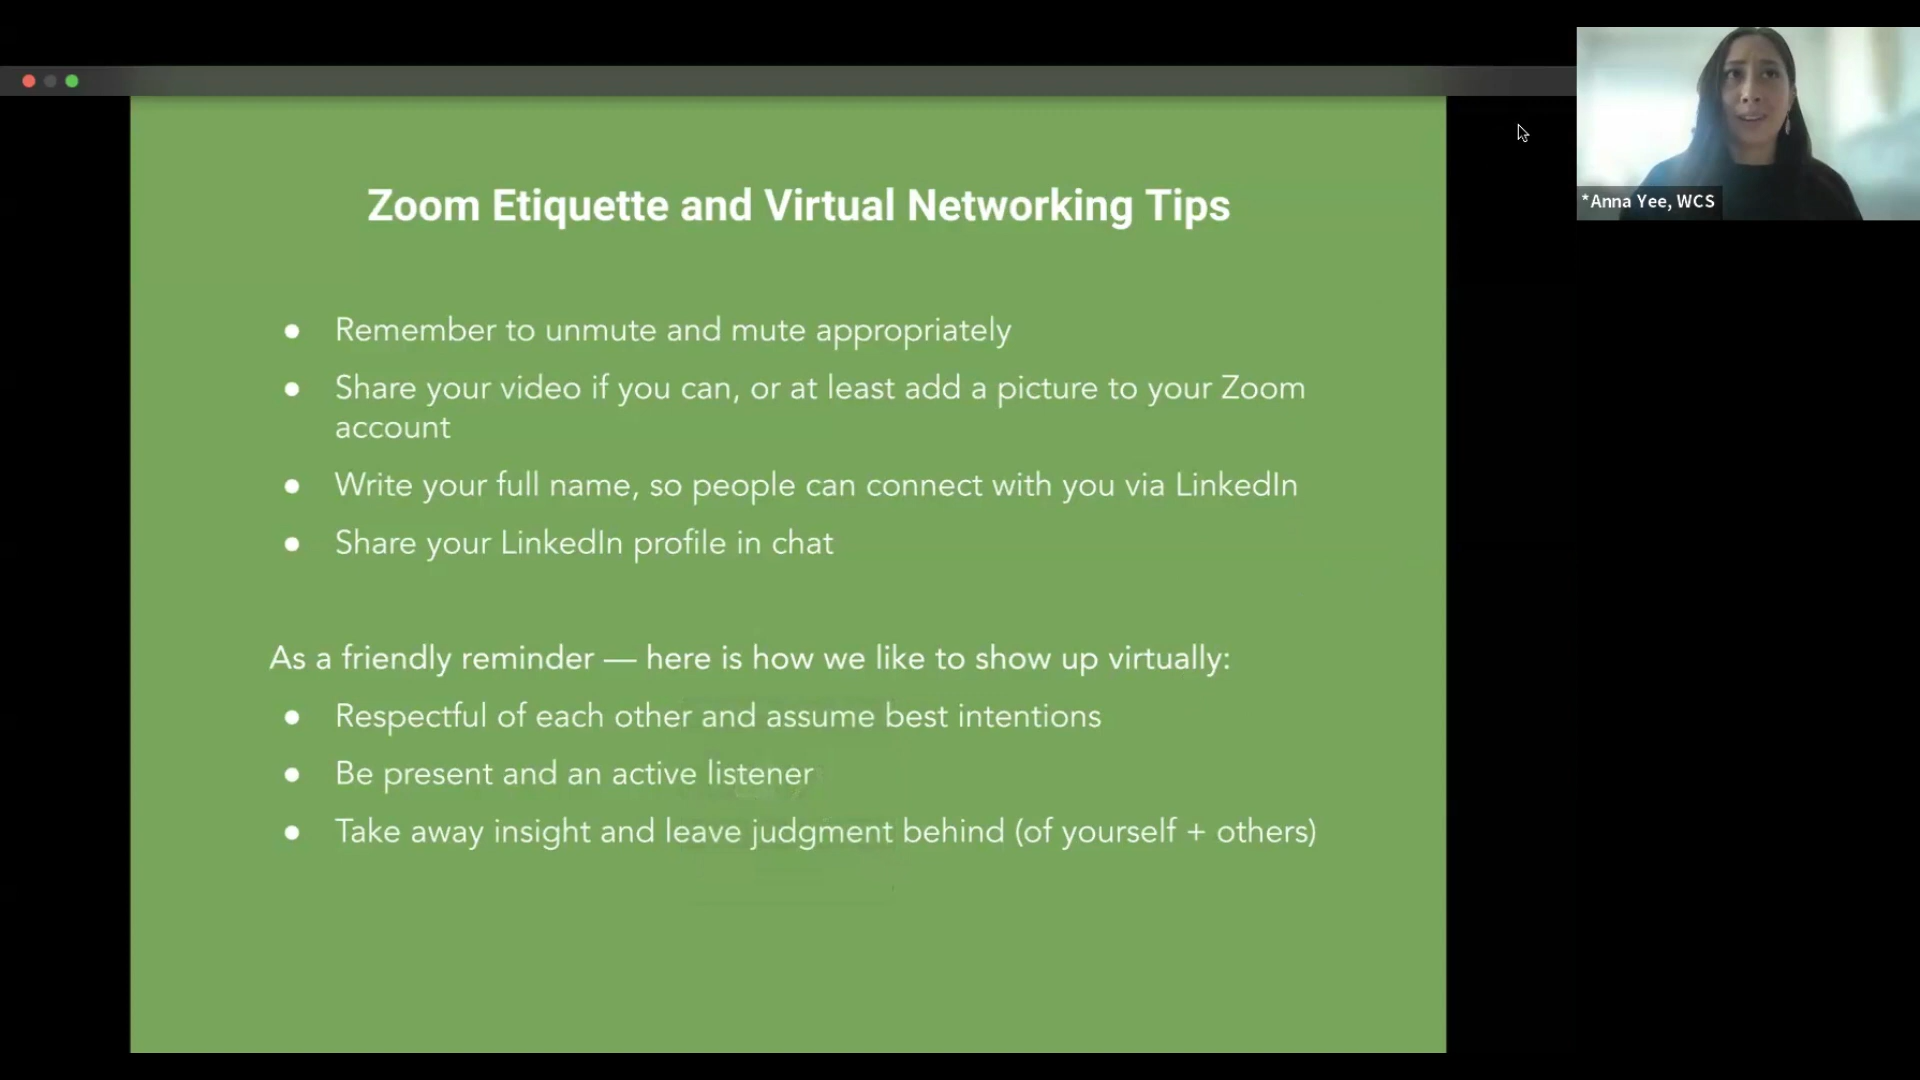 *Anna Yee, WCS
Zoom Etiquette and Virtual Networking Tips
● Remember to unmute and mute appropriately
● Share your video if you can, or at least add a picture to your Zoom
account
● Write your full name, so people can connect with you via LinkedIn
● Share your LinkedIn profile in chat
As a friendly reminder — here is how we like to show up virtually:
● Respectful of each other and assume best intentions
● Be present and an active listener
● Take away insight and leave judgment behind (of yourself + others)